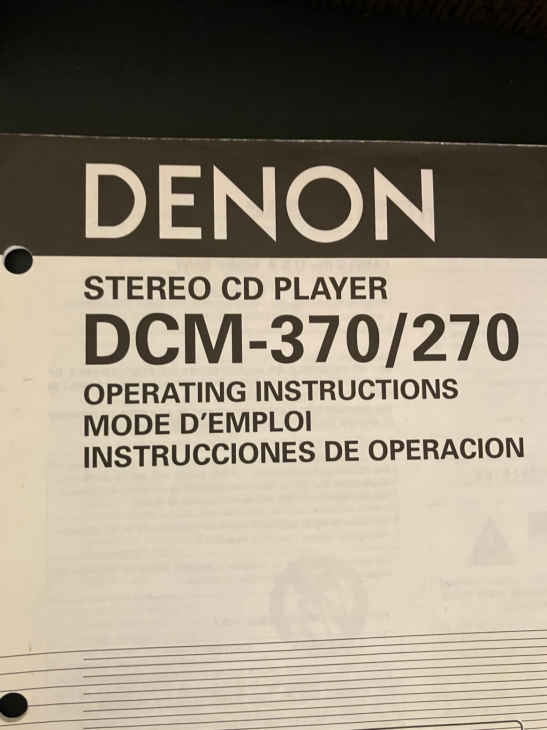 DENON
STEREO CD PLAYER
DCM-370/270
OPERATING INSTRUCTIONS
MODE D'EMPLOI
INSTRUCCIONES DE OPERACION